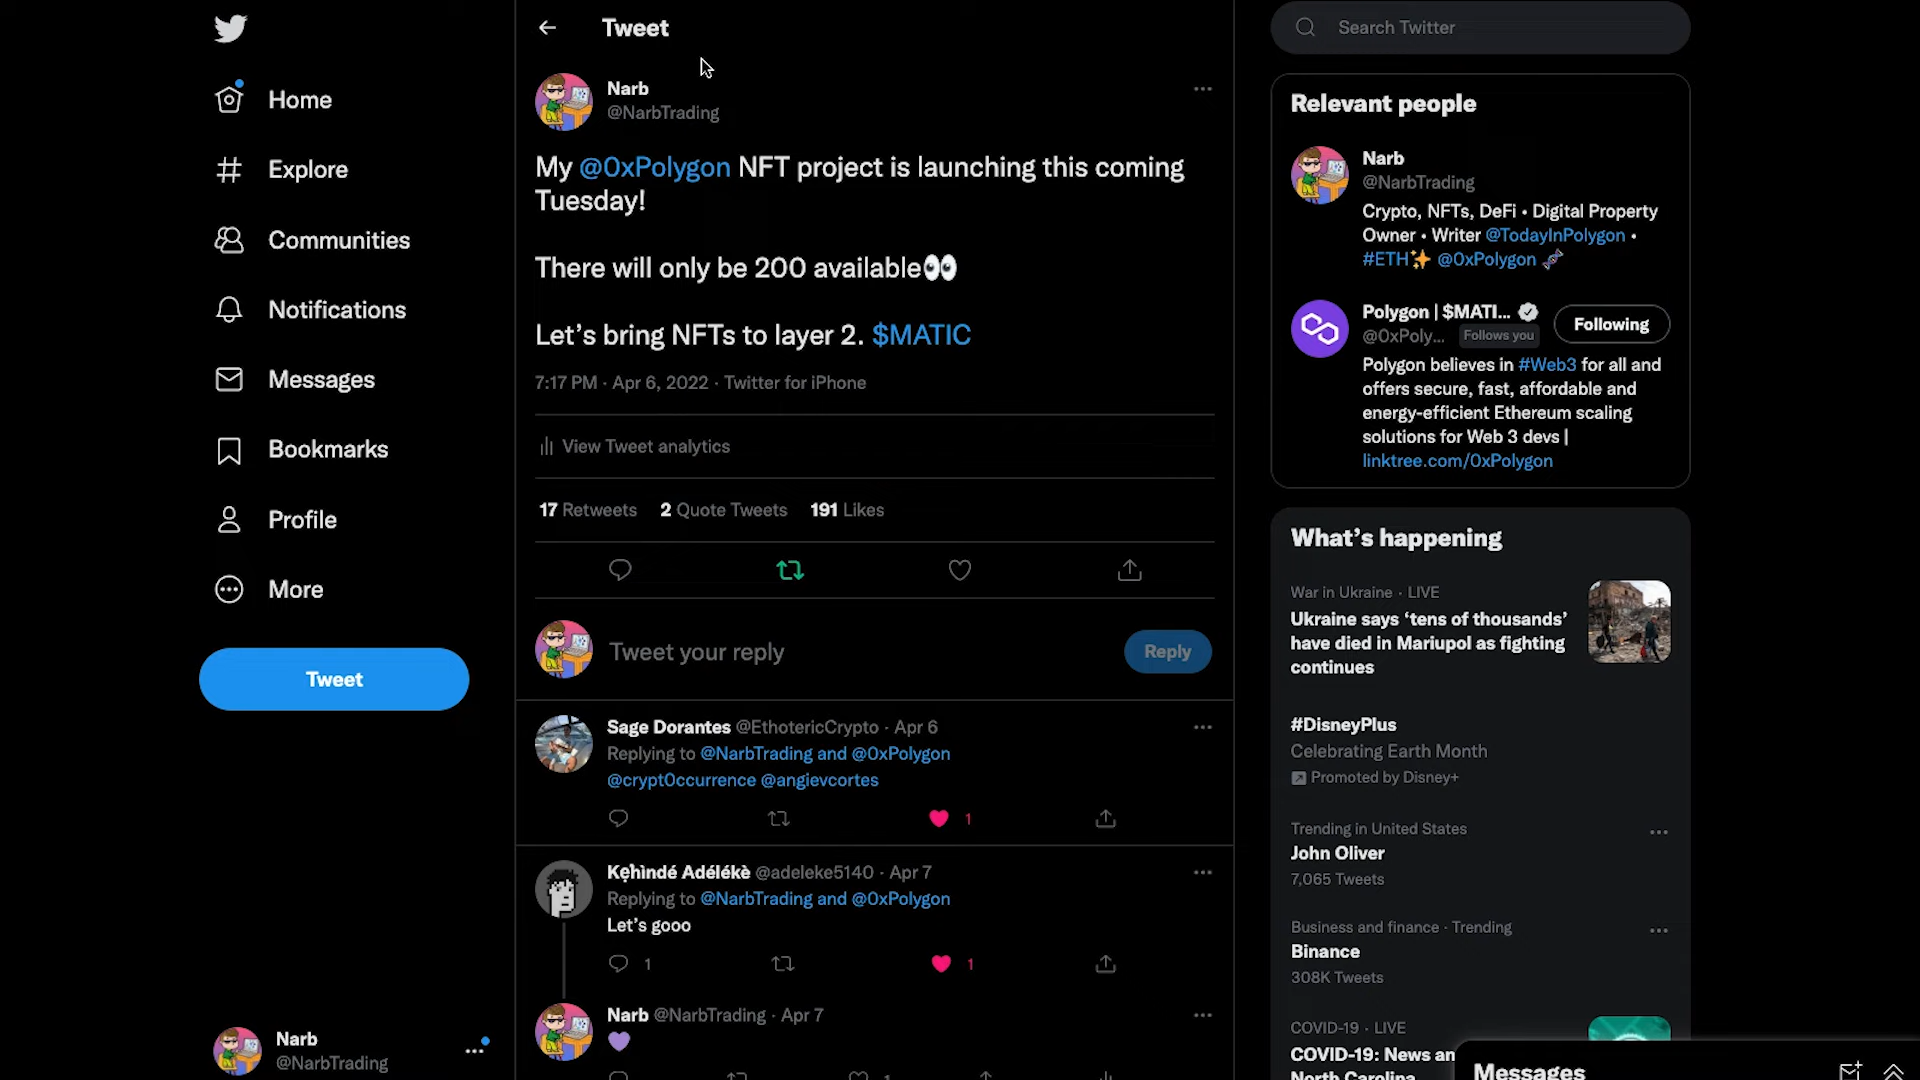 Home
Explore
Communities
Notifications
Messages
Bookmarks
Profile
More
Tweet
Narb
@NarbTrading
Tweet
Narb
@NarbTrading
My @0xPolygon NFT project is launching this coming
Tuesday!
There will only be 200 available👀
Let’s bring NFTs to layer 2. $MATIC
7:17 PM · Apr 6, 2022 · Twitter for iPhone
View Tweet analytics
17 Retweets 2 Quote Tweets 191 Likes
Tweet your reply
Reply
Sage Dorantes @EthotericCrypto · Apr 6
Replying to @NarbTrading and @0xPolygon
@crypt0ccurrence @angievcortes
1
Kẹ́hìndé Adélékè @adeleke5140 · Apr 7
Replying to @NarbTrading and @0xPolygon
Let’s gooo
1 1
Narb @NarbTrading · Apr 7
💜
Search Twitter
Relevant people
Narb
@NarbTrading
Crypto, NFTs, DeFi • Digital Property
Owner • Writer @TodayInPolygon •
#ETH✨ @0xPolygon 🧬
Polygon | $MATI...
@0xPoly... Follows you
Following
Polygon believes in #Web3 for all and
offers secure, fast, affordable and
energy-efficient Ethereum scaling
solutions for Web 3 devs |
linktree.com/0xPolygon
What’s happening
War in Ukraine · LIVE
Ukraine says ‘tens of thousands’
have died in Mariupol as fighting
continues
#DisneyPlus
Celebrating Earth Month
Promoted by Disney+
Trending in United States
John Oliver
7,065 Tweets
Business and finance · Trending
Binance
308K Tweets
COVID-19 · LIVE
COVID-19: News an
North Carolina
Messages